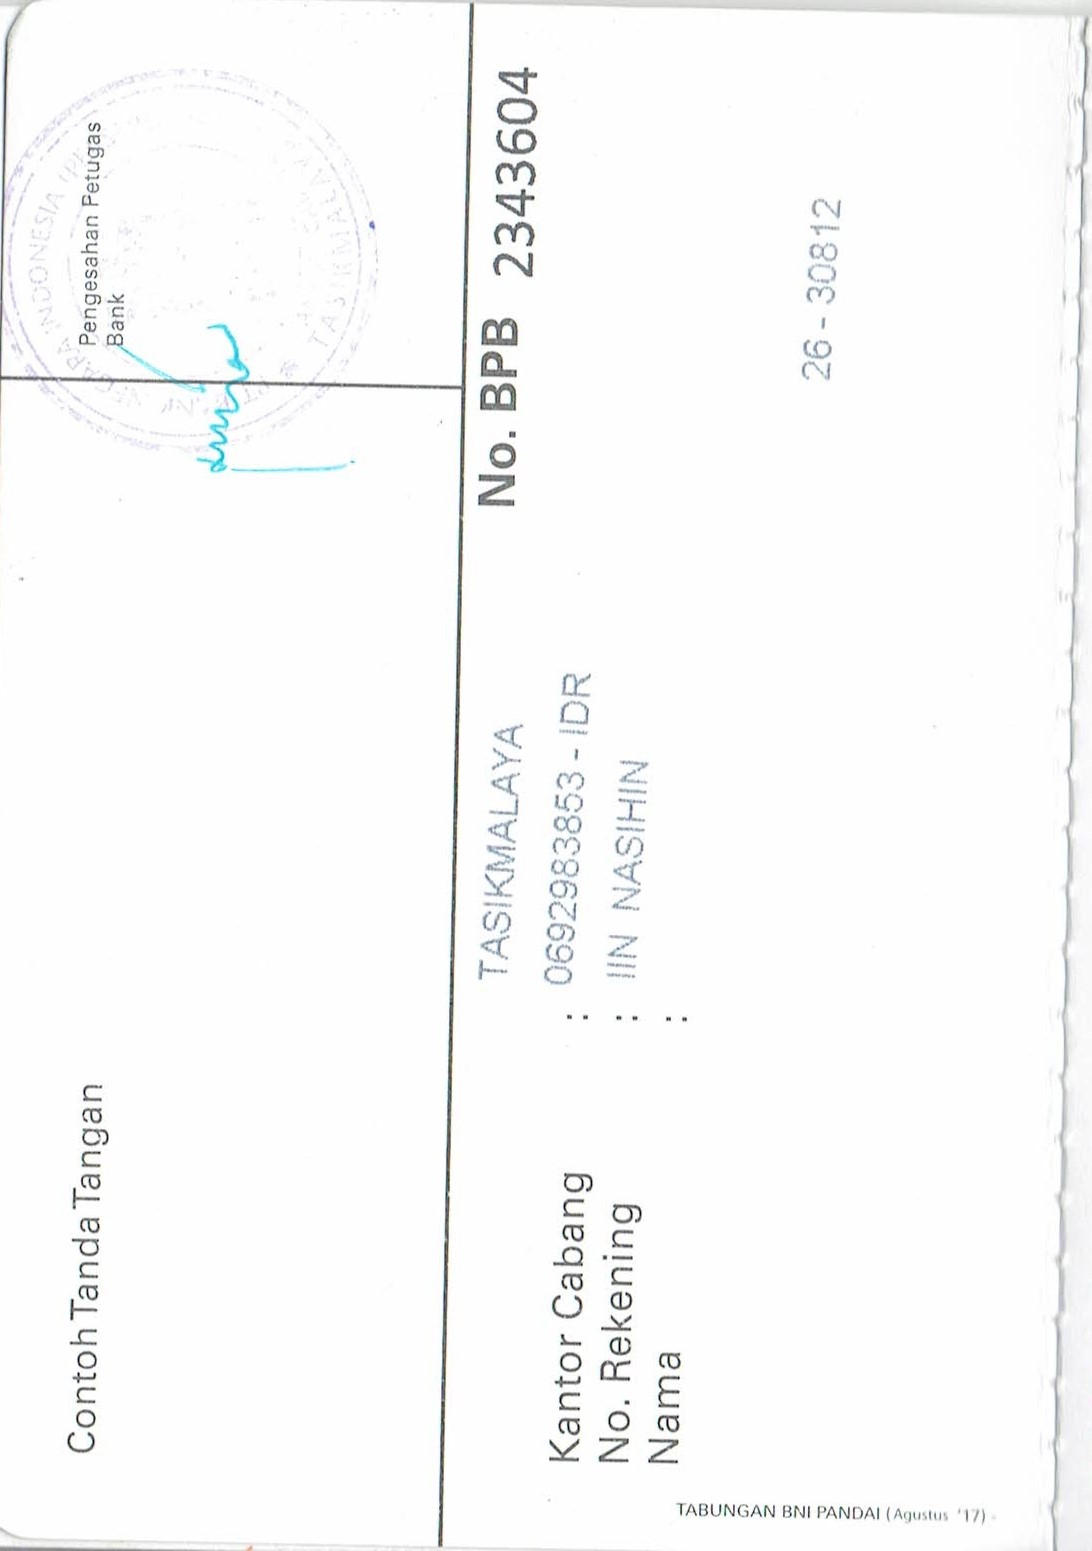 Contoh Tanda Tangan
Pengesahan Petugas
Bank
NEGARA INDONESIA
TASIKMALAYA
TASIKMALAYA
No. BPB 2343604
Kantor Cabang : 0692983853 - IDR
No. Rekening : IIN NASIHIN
Nama :
26 - 30812
TABUNGAN BNI PANDAI (Agustus '17) -